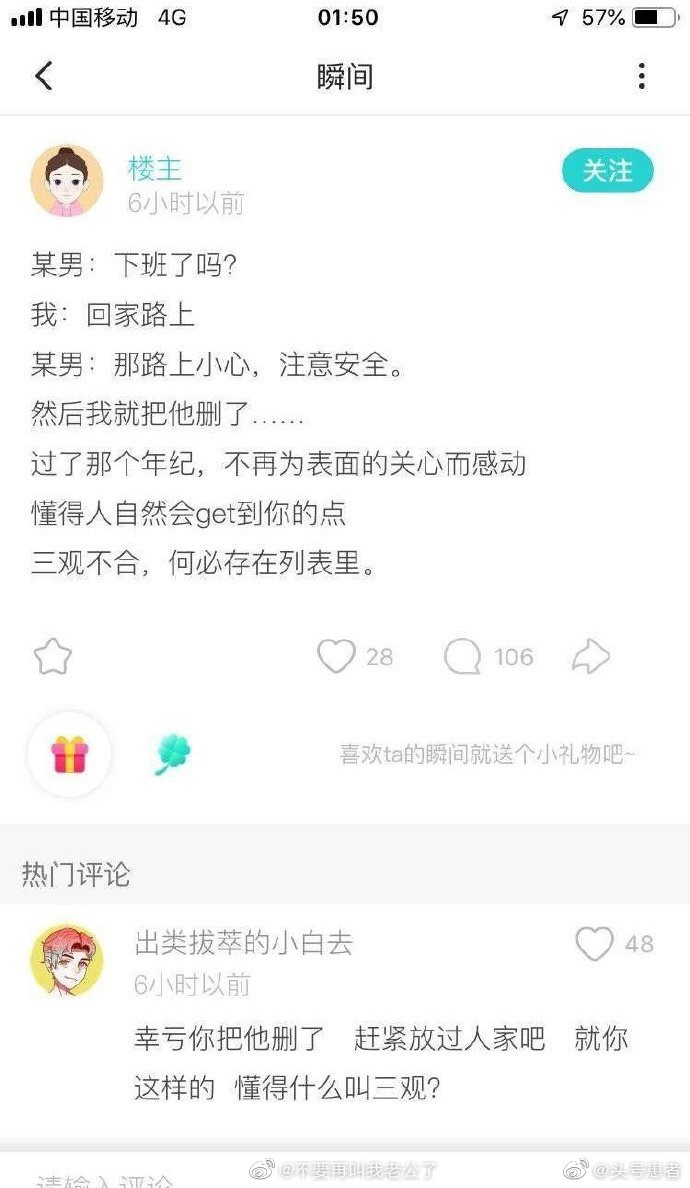 中国移动 4G 01:50 57%
瞬间
楼主 关注
6小时以前
某男：下班了吗？
我：回家路上
某男：那路上小心，注意安全。
然后我就把他删了……
过了那个年纪，不再为表面的关心而感动
懂得人自然会get到你的点
三观不合，何必存在列表里。
28 106
喜欢ta的瞬间就送个小礼物吧~
热门评论
出类拔萃的小白去 48
6小时以前
幸亏你把他删了 赶紧放过人家吧 就你
这样的 懂得什么叫三观？
请输入评论
@不要再叫我老公了 @头号患者